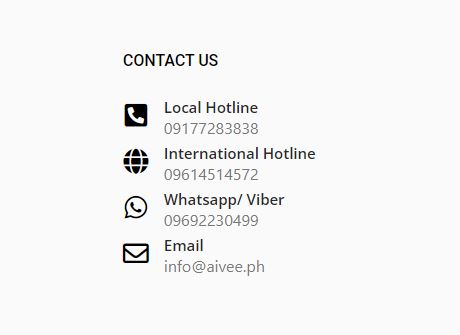 CONTACT US
Local Hotline
09177283838
International Hotline
09614514572
Whatsapp/ Viber
09692230499
Email
info@aivee.ph